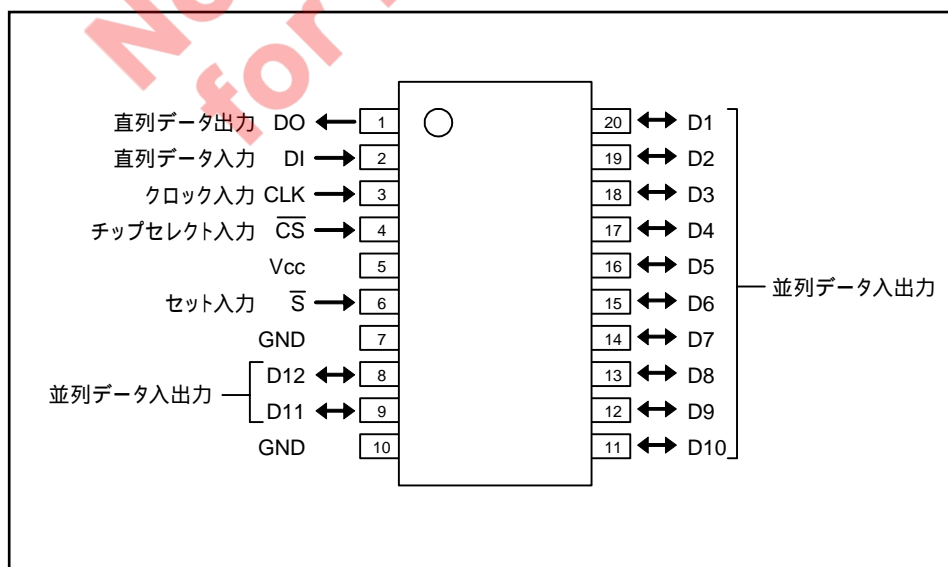 No
for
直列データ出力 DO 1
直列データ入力 DI 2
クロック入力 CLK 3
チップセレクト入力 C̅S̅ 4
Vcc 5
セット入力 S̅ 6
GND 7
D12 8
並列データ入出力
D11 9
GND 10
20 D1
19 D2
18 D3
17 D4
16 D5
15 D6
14 D7
13 D8
12 D9
11 D10
並列データ入出力